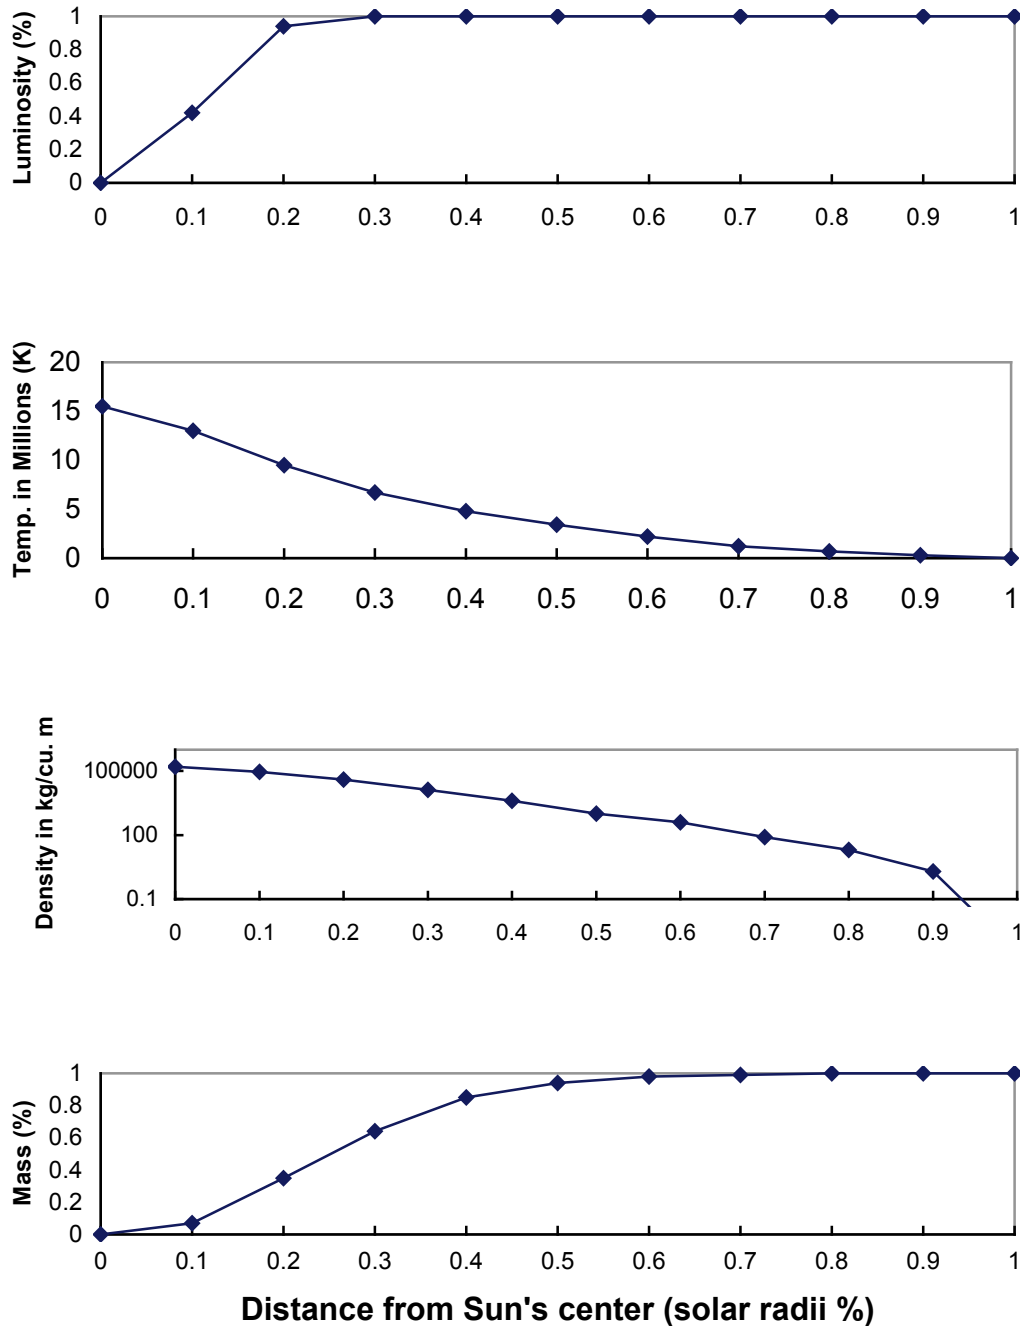 Luminosity (%)
1
0.8
0.6
0.4
0.2
0
0 0.1 0.2 0.3 0.4 0.5 0.6 0.7 0.8 0.9 1
Temp. in Millions (K)
20
15
10
5
0
0 0.1 0.2 0.3 0.4 0.5 0.6 0.7 0.8 0.9 1
Density in kg/cu. m
100000
100
0.1
0 0.1 0.2 0.3 0.4 0.5 0.6 0.7 0.8 0.9 1
Mass (%)
1
0.8
0.6
0.4
0.2
0
0 0.1 0.2 0.3 0.4 0.5 0.6 0.7 0.8 0.9 1
Distance from Sun's center (solar radii %)